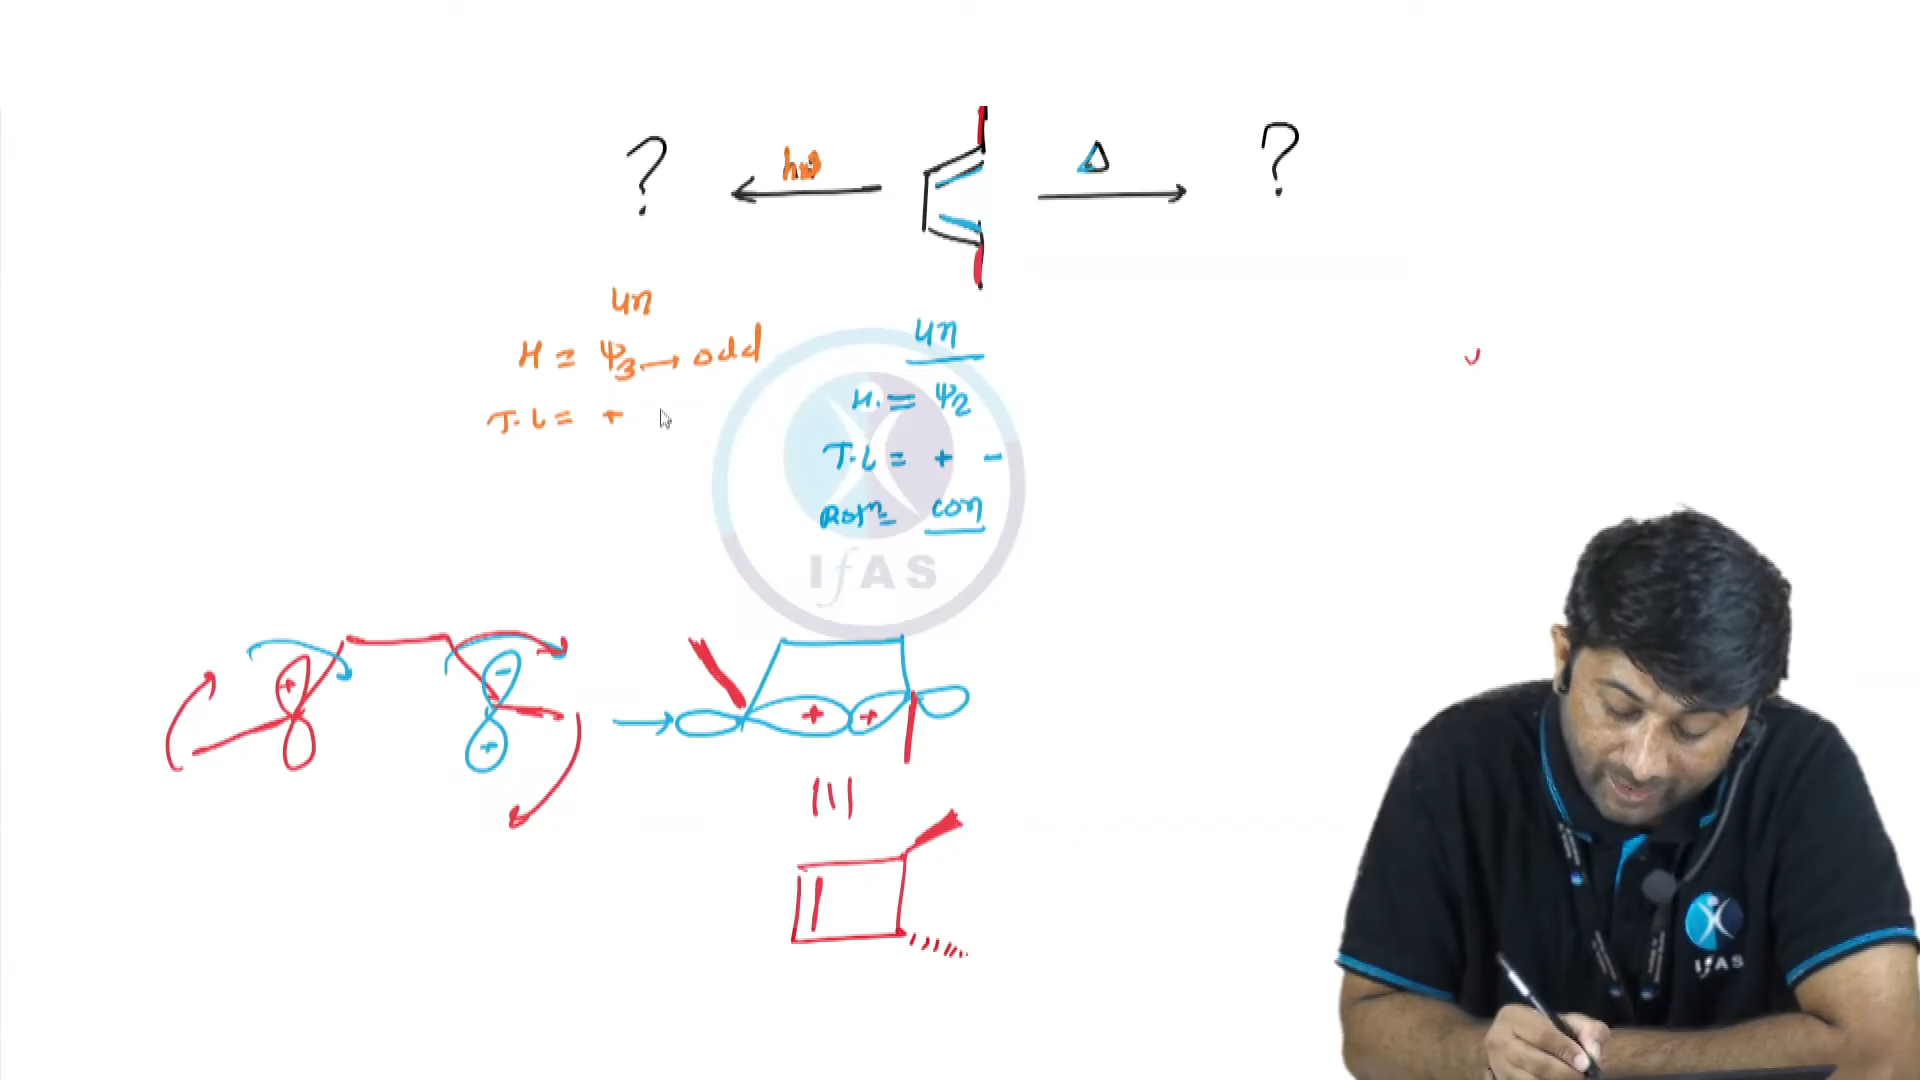 ? hν Δ ?
4n
H = Ψ3 → odd
T.L = +
4n
H. = Ψ2
T.L = + -
Rotn con
IfAS
+ - +
+ +
IfAS